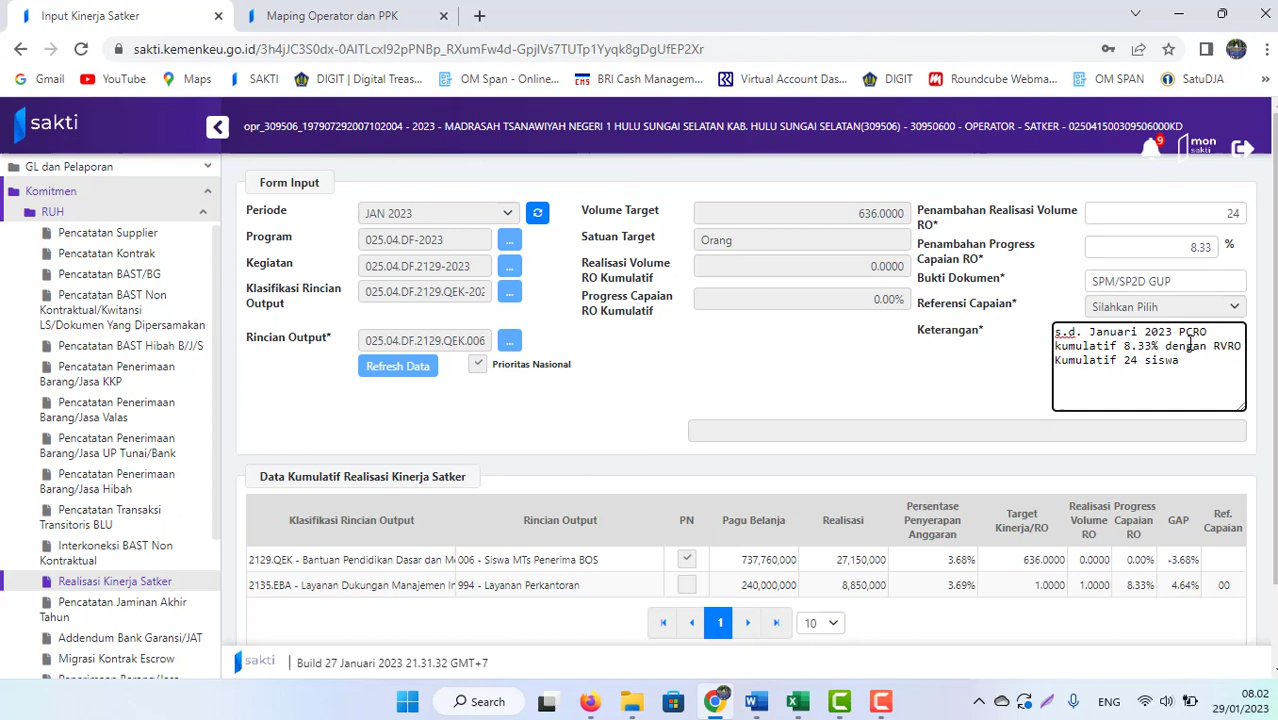 Input Kinerja Satker
Maping Operator dan PPK
sakti.kemenkeu.go.id/3h4jJC3S0dx-0AITLcxl92pPNBp_RXumFw4d-GpjlVs7TUTp1Yyqk8gDgUfEP2Xr
Gmail YouTube Maps SAKTI DIGIT | Digital Treas... OM Span - Online... BRI Cash Managem... Virtual Account Das... DIGIT Roundcube Webma... OM SPAN SatuDJA
sakti
opr_309506_197907292007102004 - 2023 - MADRASAH TSANAWIYAH NEGERI 1 HULU SUNGAI SELATAN KAB. HULU SUNGAI SELATAN(309506) - 30950600 - OPERATOR - SATKER - 025041500309506000KD
9
mon
sakti
GL dan Pelaporan
Komitmen
RUH
Pencatatan Supplier
Pencatatan Kontrak
Pencatatan BAST/BG
Pencatatan BAST Non
Kontraktual/Kwitansi
LS/Dokumen Yang Dipersamakan
Pencatatan BAST Hibah B/J/S
Pencatatan Penerimaan
Barang/Jasa KKP
Pencatatan Penerimaan
Barang/Jasa Valas
Pencatatan Penerimaan
Barang/Jasa UP Tunai/Bank
Pencatatan Penerimaan
Barang/Jasa Hibah
Pencatatan Transaksi
Transitoris BLU
Interkoneksi BAST Non
Kontraktual
Realisasi Kinerja Satker
Pencatatan Jaminan Akhir
Tahun
Addendum Bank Garansi/JAT
Migrasi Kontrak Escrow
Form Input
Periode
JAN 2023
Program
025.04.DF-2023
...
Kegiatan
025.04.DF.2129-2023
...
Klasifikasi Rincian
Output
025.04.DF.2129.QEK-202
...
Rincian Output*
025.04.DF.2129.QEK.006
...
Refresh Data
Prioritas Nasional
Volume Target
636.0000
Satuan Target
Orang
Realisasi Volume
RO Kumulatif
0.0000
Progress Capaian
RO Kumulatif
0.00%
Penambahan Realisasi Volume
RO*
24
Penambahan Progress
Capaian RO*
8.33
%
Bukti Dokumen*
SPM/SP2D GUP
Referensi Capaian*
Silahkan Pilih
Keterangan*
s.d. Januari 2023 PCRO
kumulatif 8.33% dengan RVRO
Kumulatif 24 siswa
Data Kumulatif Realisasi Kinerja Satker
Klasifikasi Rincian Output Rincian Output PN Pagu Belanja Realisasi Persentase Penyerapan Anggaran Target Kinerja/RO Realisasi Volume RO Progress Capaian RO GAP Ref. Capaian
2129.QEK - Bantuan Pendidikan Dasar dan M 006 - Siswa MTs Penerima BOS 737,760,000 27,150,000 3.68% 636.0000 0.0000 0.00% -3.68%
2135.EBA - Layanan Dukungan Manajemen In 994 - Layanan Perkantoran 240,000,000 8,850,000 3.69% 1.0000 1.0000 8.33% 4.64% 00
1
10
sakti
Build 27 Januari 2023 21.31.32 GMT+7
Search
ENG
08.02
29/01/2023